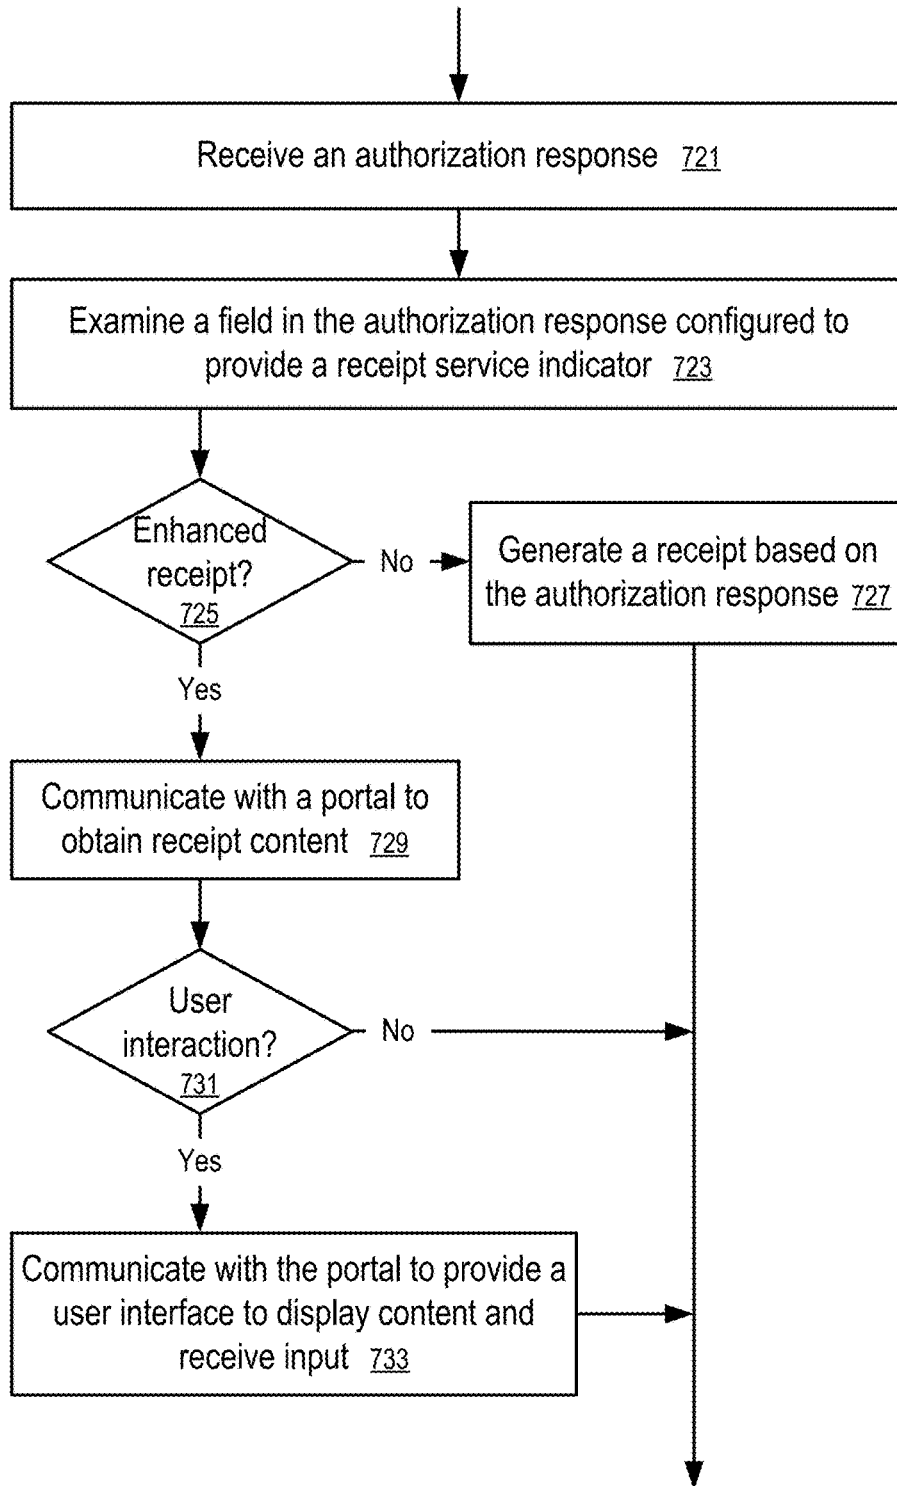 Receive an authorization response 721
Examine a field in the authorization response configured to
provide a receipt service indicator 723
Enhanced
receipt?
725
No
Generate a receipt based on
the authorization response 727
Yes
Communicate with a portal to
obtain receipt content 729
User
interaction?
731
No
Yes
Communicate with the portal to provide a
user interface to display content and
receive input 733